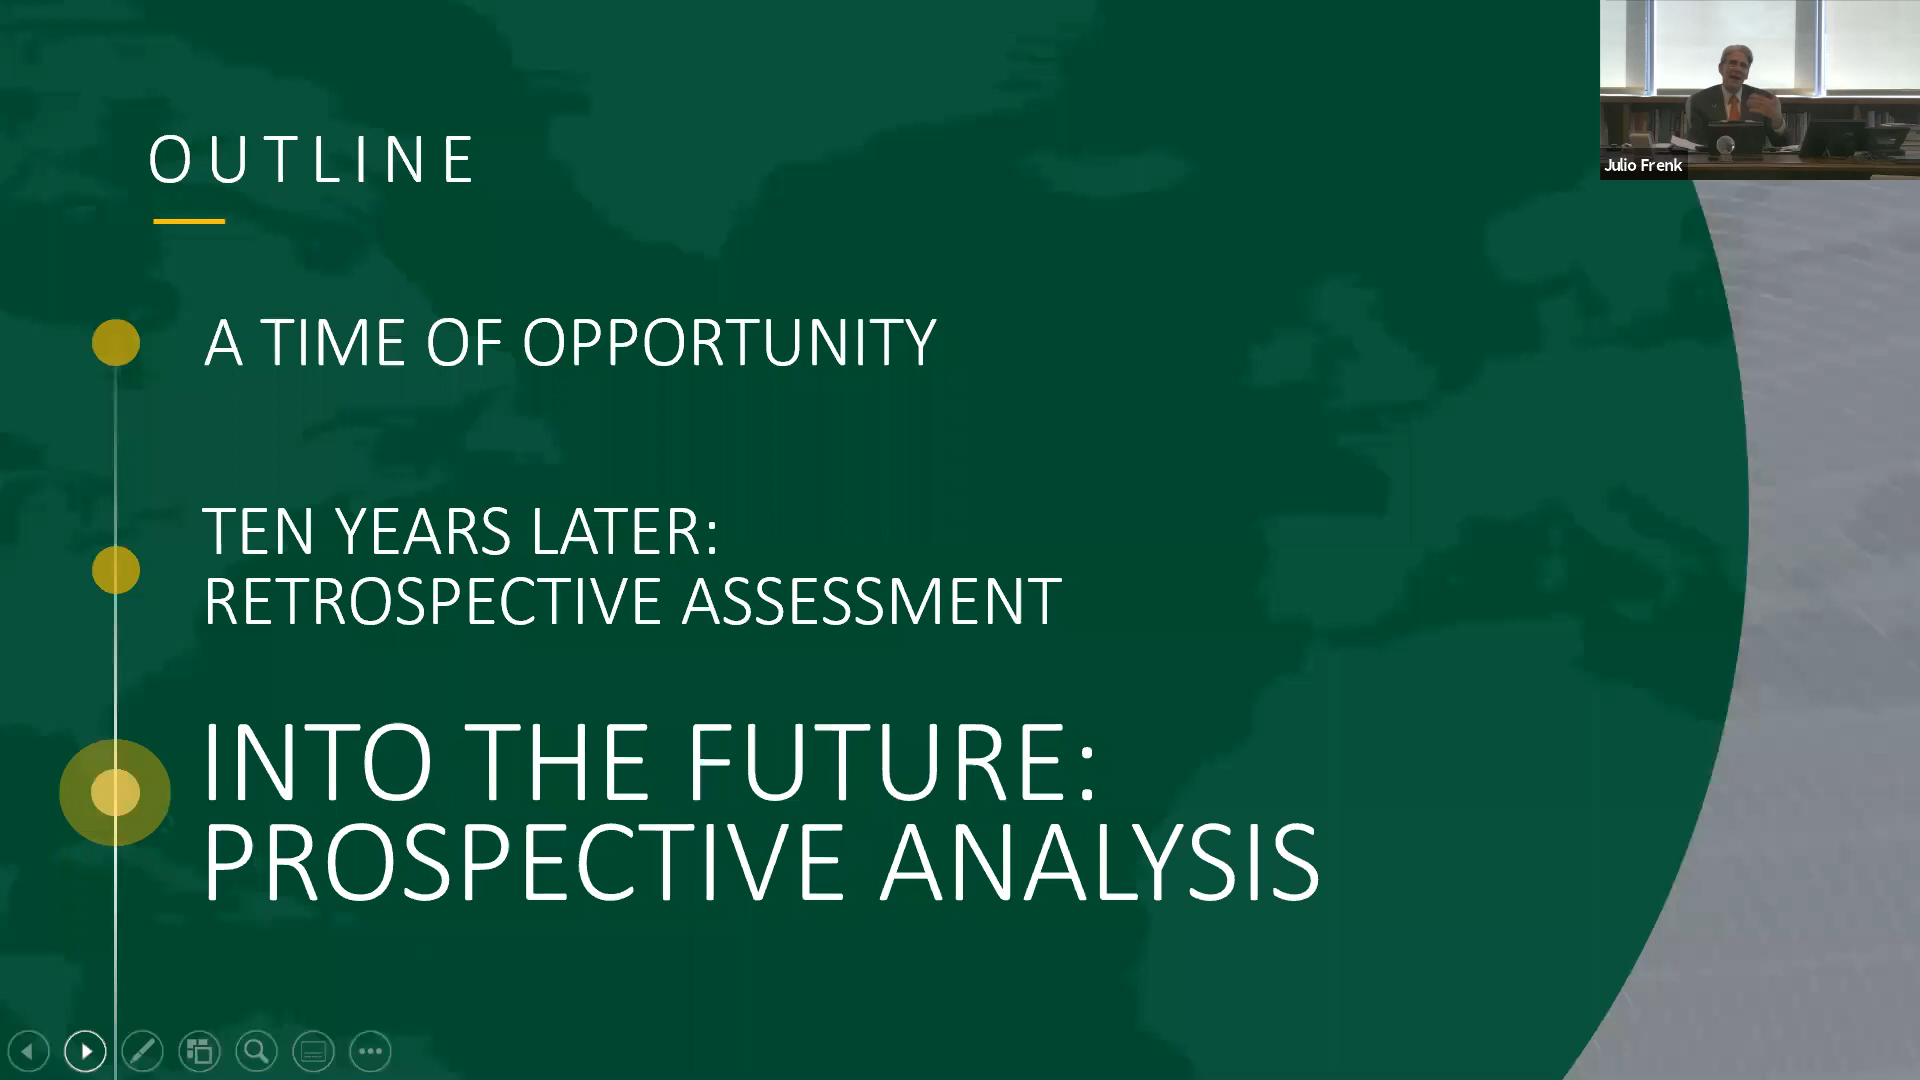 OUTLINE
A TIME OF OPPORTUNITY
TEN YEARS LATER:
RETROSPECTIVE ASSESSMENT
INTO THE FUTURE:
PROSPECTIVE ANALYSIS
Julio Frenk